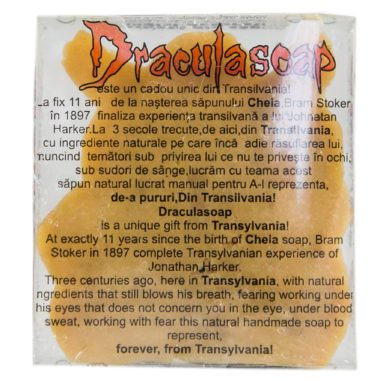 Draculasoap
este un cadou unic din Transilvania!
La fix 11 ani de la nașterea săpunului Cheia,Bram Stoker
în 1897 finaliza experiența transilvană a lui Johnatan
Harker.La 3 secole trecute,de aici,din Transilvania,
cu ingrediente naturale pe care încă adie răsuflarea lui,
muncind temători sub privirea lui ce nu te privește în ochi,
sub sudori de sânge,lucrăm cu teama acest
săpun natural lucrat manual pentru A-l reprezenta,
de-a pururi,Din Transilvania!
Draculasoap
is a unique gift from Transylvania!
At exactly 11 years since the birth of Cheia soap, Bram
Stoker in 1897 complete Transylvanian experience of
Jonathan Harker.
Three centuries ago, here in Transylvania, with natural
ingredients that still blows his breath, fearing working under
his eyes that does not concern you in the eye, under blood
sweat, working with fear this natural handmade soap to
represent,
forever, from Transylvania!